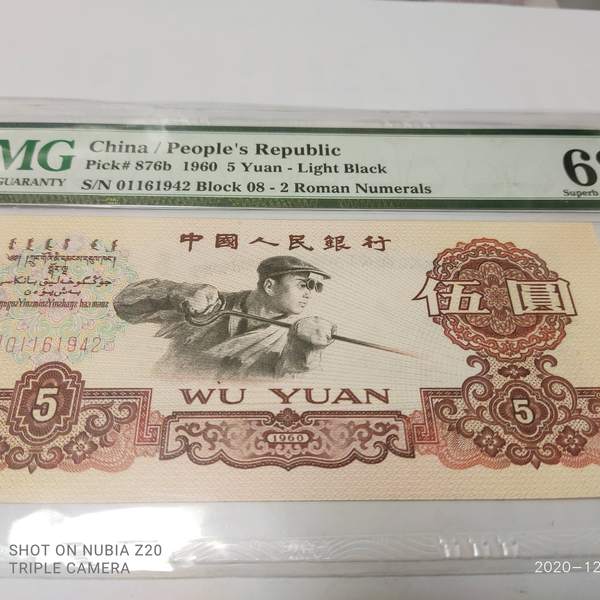 MG China / People's Republic
GUARANTY Pick# 876b 1960 5 Yuan - Light Black
S/N 01161942 Block 08 - 2 Roman Numerals
Superb
中國人民銀行
伍圓
01161942
5
WU YUAN
5
1960
SHOT ON NUBIA Z20
TRIPLE CAMERA
2020-12